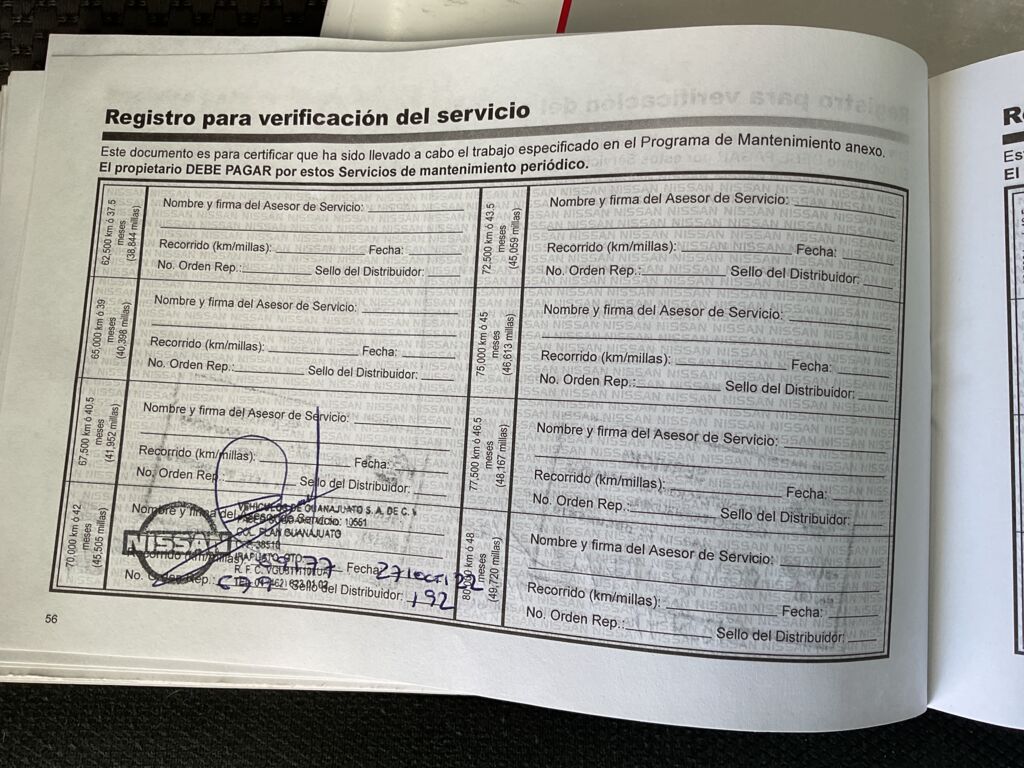 Registro para verificación del servicio
Este documento es para certificar que ha sido llevado a cabo el trabajo especificado en el Programa de Mantenimiento anexo.
El propietario DEBE PAGAR por estos Servicios de mantenimiento periódico.
62,500 km ó 37.5
meses
(38,844 millas)
Nombre y firma del Asesor de Servicio:
Recorrido (km/millas): Fecha:
No. Orden Rep.: Sello del Distribuidor:
65,000 km ó 39
meses
(40,398 millas)
Nombre y firma del Asesor de Servicio:
Recorrido (km/millas): Fecha:
No. Orden Rep.: Sello del Distribuidor:
67,500 km ó 40.5
meses
(41,952 millas)
Nombre y firma del Asesor de Servicio:
Recorrido (km/millas): Fecha:
No. Orden Rep.: Sello del Distribuidor:
70,000 km ó 42
meses
(45,505 millas)
Nombre y firma del Asesor de Servicio:
Recorrido (km/millas): Fecha:
No. Orden Rep.: Sello del Distribuidor: 192
NISSAN
VEHICULOS DE GUANAJUATO S.A. DE C.V
COL. PLAN GUANAJUATO
72,500 km ó 43.5
meses
(45,059 millas)
Nombre y firma del Asesor de Servicio:
Recorrido (km/millas): Fecha:
No. Orden Rep.: Sello del Distribuidor:
75,000 km ó 45
meses
(46,613 millas)
Nombre y firma del Asesor de Servicio:
Recorrido (km/millas): Fecha:
No. Orden Rep.: Sello del Distribuidor:
77,500 km ó 46.5
meses
(48,167 millas)
Nombre y firma del Asesor de Servicio:
Recorrido (km/millas): Fecha:
No. Orden Rep.: Sello del Distribuidor:
km ó 48
meses
(49,720 millas)
Nombre y firma del Asesor de Servicio:
Recorrido (km/millas): Fecha:
No. Orden Rep.: Sello del Distribuidor:
56